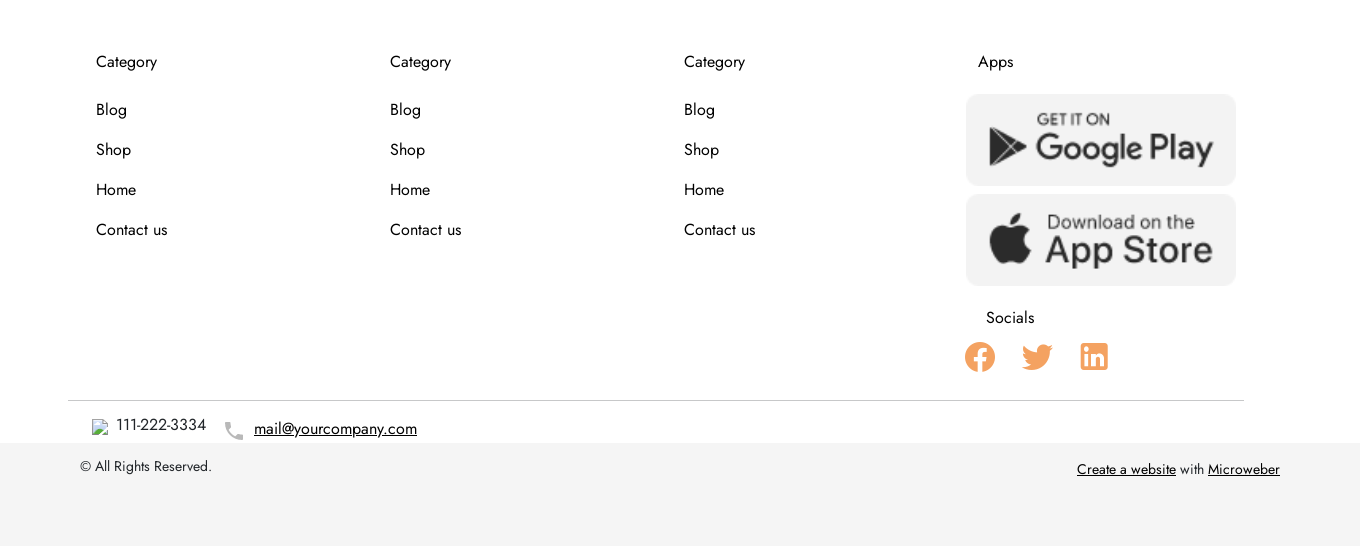 Category
Blog
Shop
Home
Contact us
Category
Blog
Shop
Home
Contact us
Category
Blog
Shop
Home
Contact us
Apps
GET IT ON
Google Play
Download on the
App Store
Socials
111-222-3334
mail@yourcompany.com
© All Rights Reserved.
Create a website with Microweber